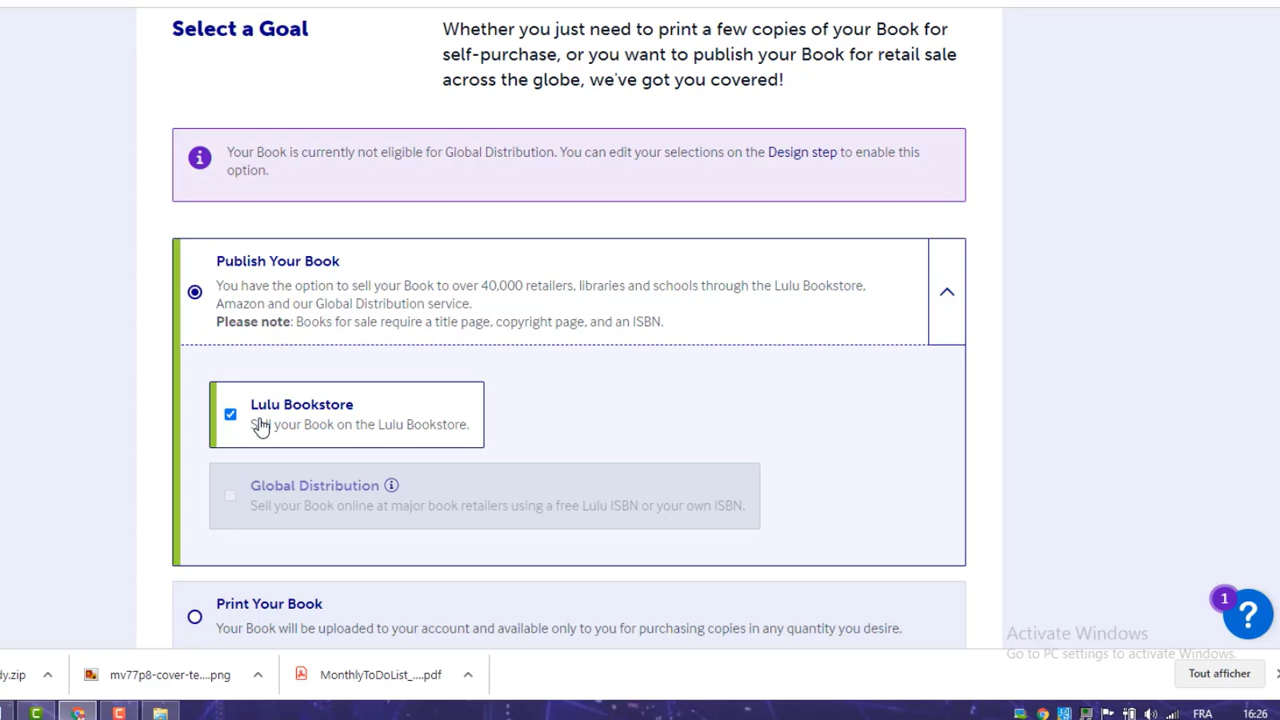 Select a Goal
Whether you just need to print a few copies of your Book for
self-purchase, or you want to publish your Book for retail sale
across the globe, we've got you covered!
Your Book is currently not eligible for Global Distribution. You can edit your selections on the Design step to enable this
option.
Publish Your Book
You have the option to sell your Book to over 40,000 retailers, libraries and schools through the Lulu Bookstore,
Amazon and our Global Distribution service.
Please note: Books for sale require a title page, copyright page, and an ISBN.
Lulu Bookstore
Sell your Book on the Lulu Bookstore.
Global Distribution
Sell your Book online at major book retailers using a free Lulu ISBN or your own ISBN.
Print Your Book
Your Book will be uploaded to your account and available only to you for purchasing copies in any quantity you desire.
1
?
Activate Windows
Go to PC settings to activate Windows.
dy.zip
mv77p8-cover-te....png
MonthlyToDoList_....pdf
Tout afficher
FRA
16:26